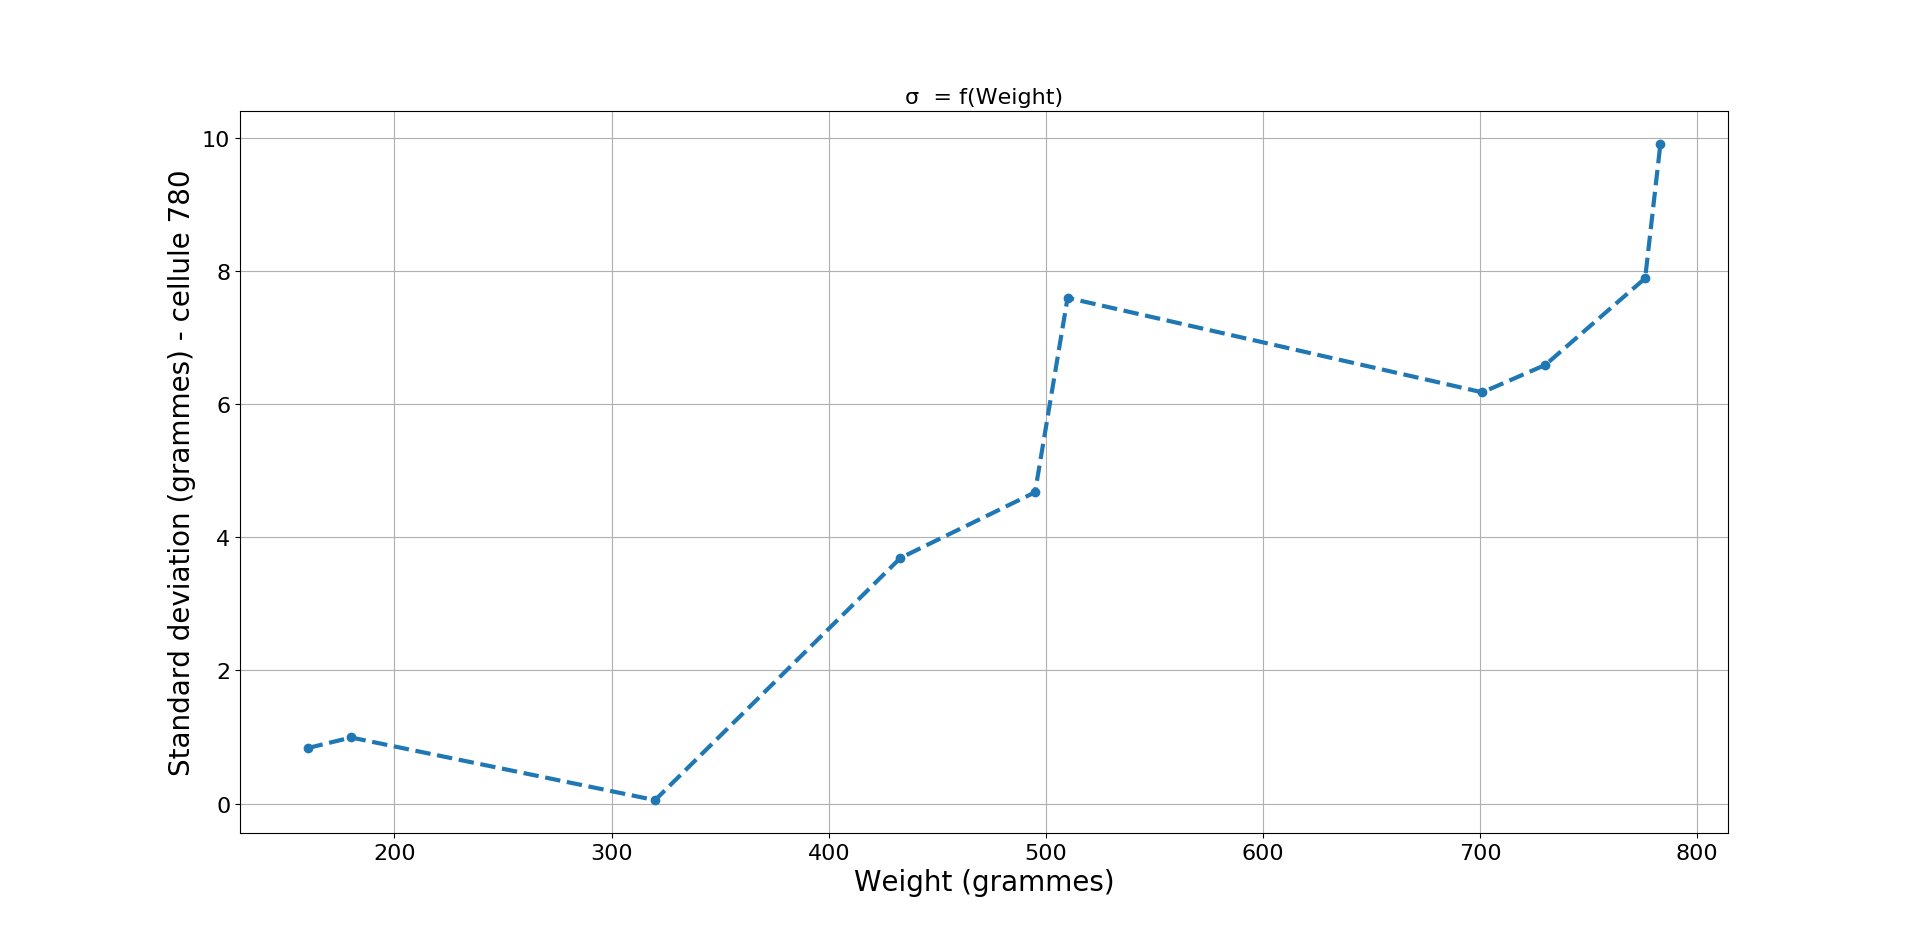 σ = f(Weight)
Standard deviation (grammes) - cellule 780
10
8
6
4
2
0
200 300 400 500 600 700 800
Weight (grammes)